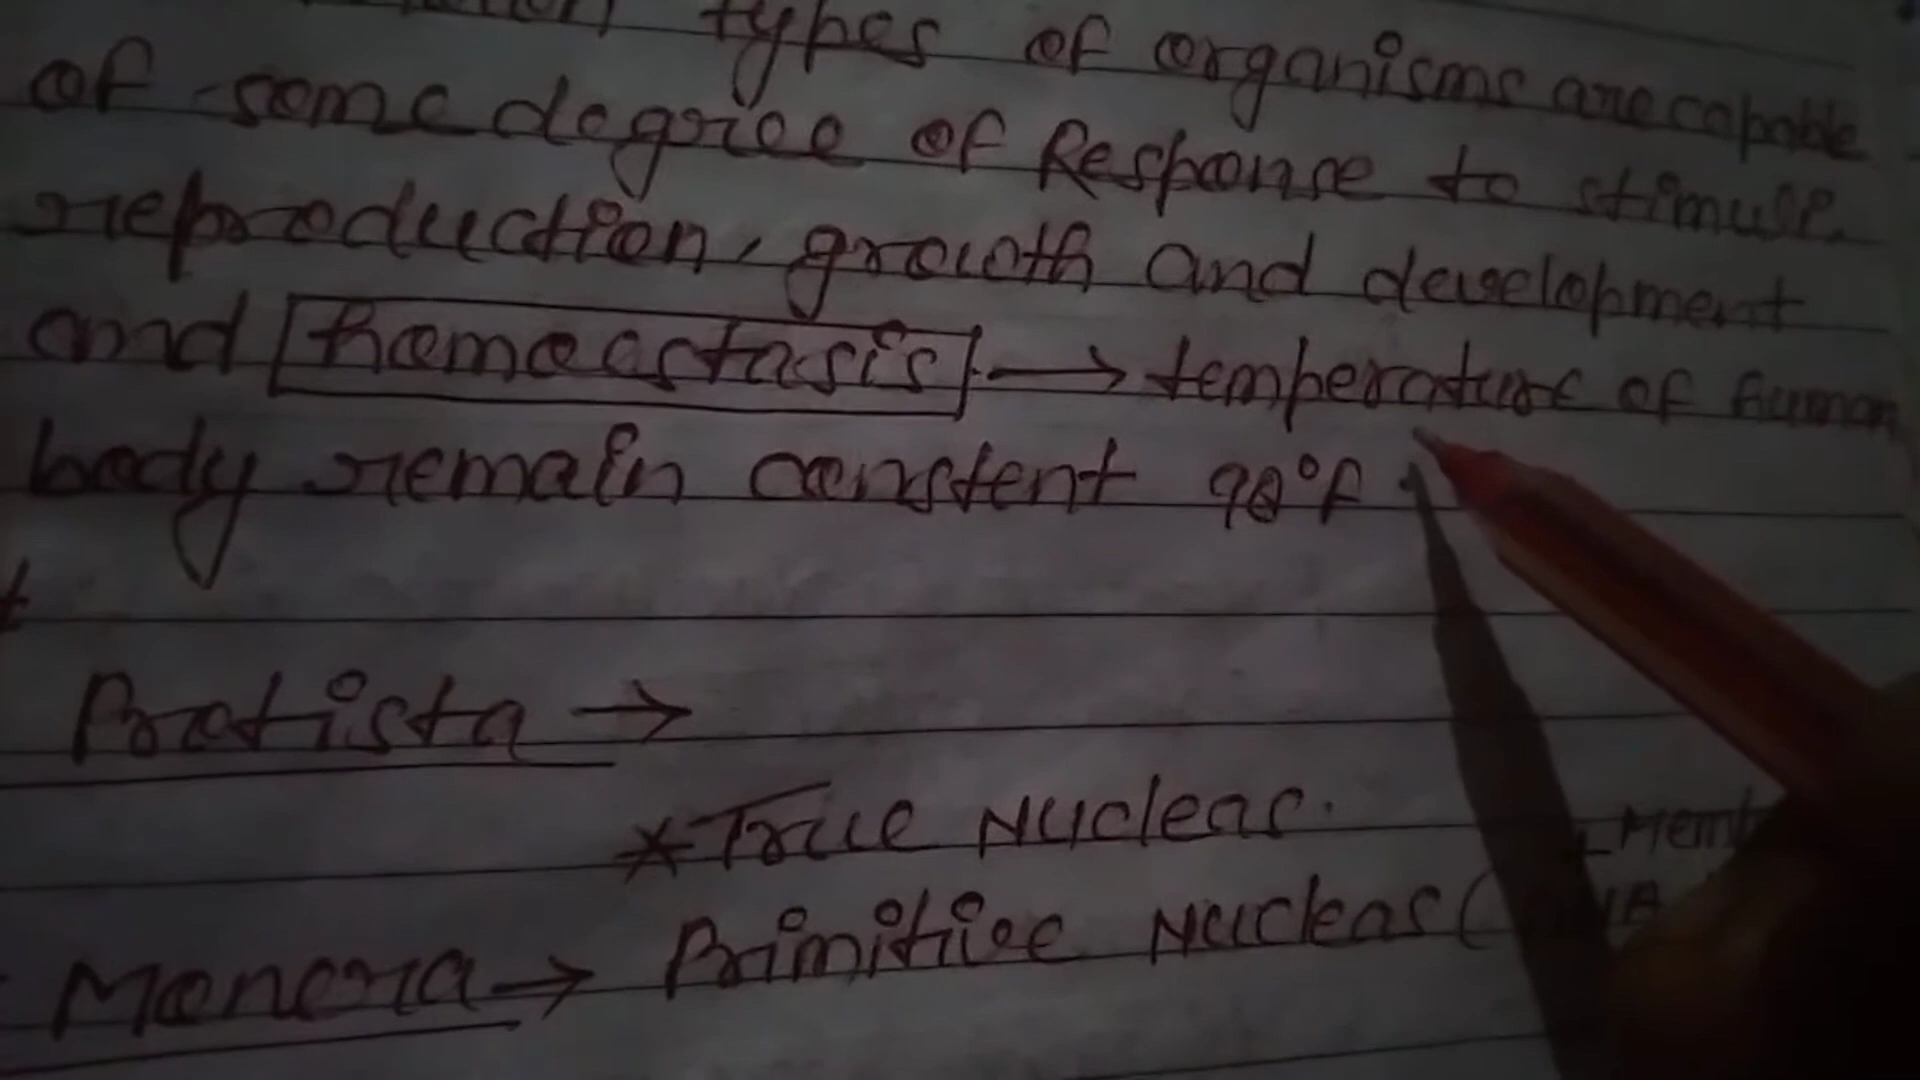 types of organisms are capable
of some degree of Response to stimuli.
reproduction, growth and development
and homeostasis → temperature of human
body remain constent 98°F
Protista →
* True Nucleas.
Memb
Monera → Primitive Nucleas (